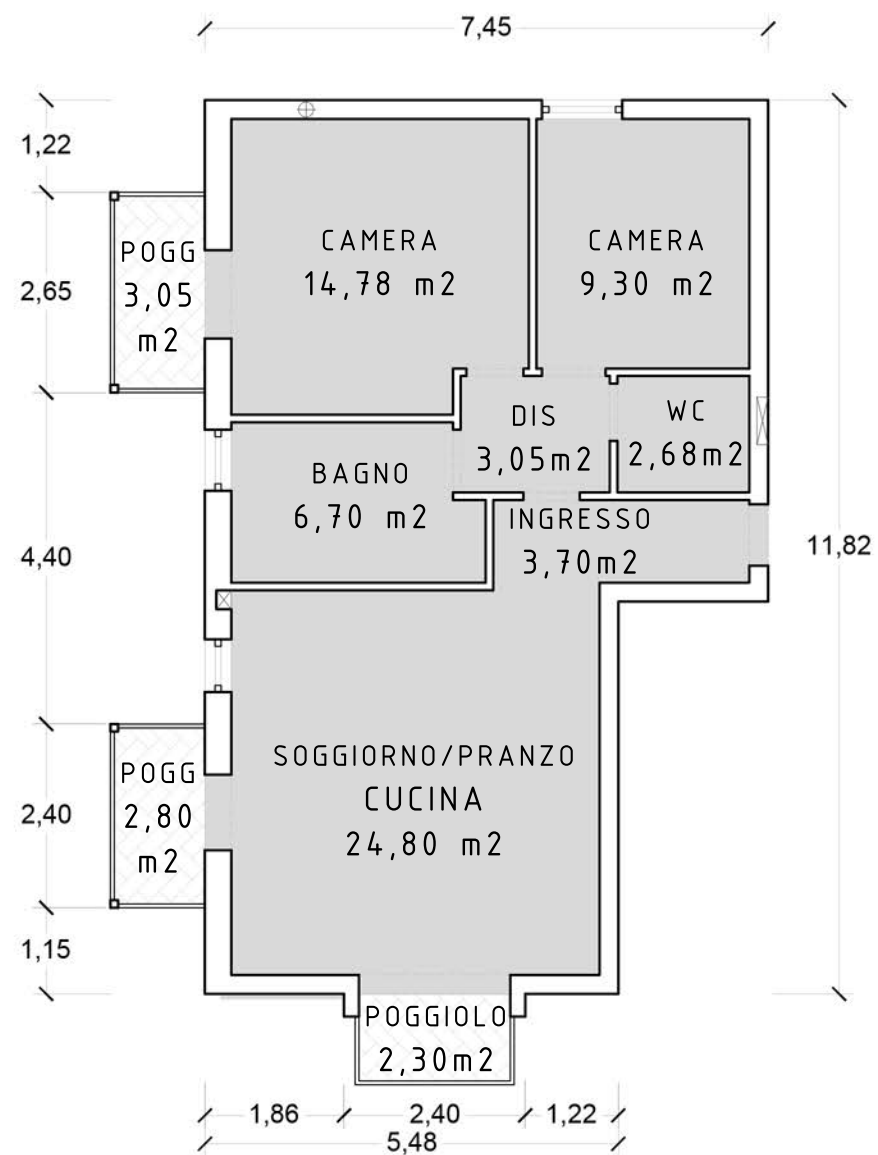 7,45
1,22
2,65
4,40
2,40
1,15
11,82
POGG
3,05
m2
CAMERA
14,78 m2
CAMERA
9,30 m2
DIS
3,05m2
WC
2,68m2
BAGNO
6,70 m2
INGRESSO
3,70m2
SOGGIORNO/PRANZO
CUCINA
24,80 m2
POGG
2,80
m2
POGGIOLO
2,30m2
1,86
2,40
1,22
5,48